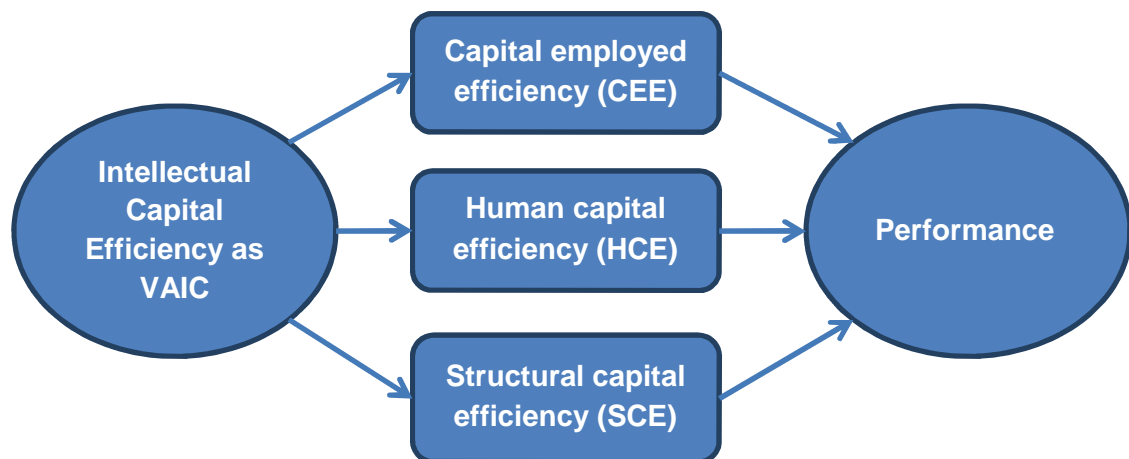 Intellectual
Capital
Efficiency as
VAIC
Capital employed
efficiency (CEE)
Human capital
efficiency (HCE)
Structural capital
efficiency (SCE)
Performance